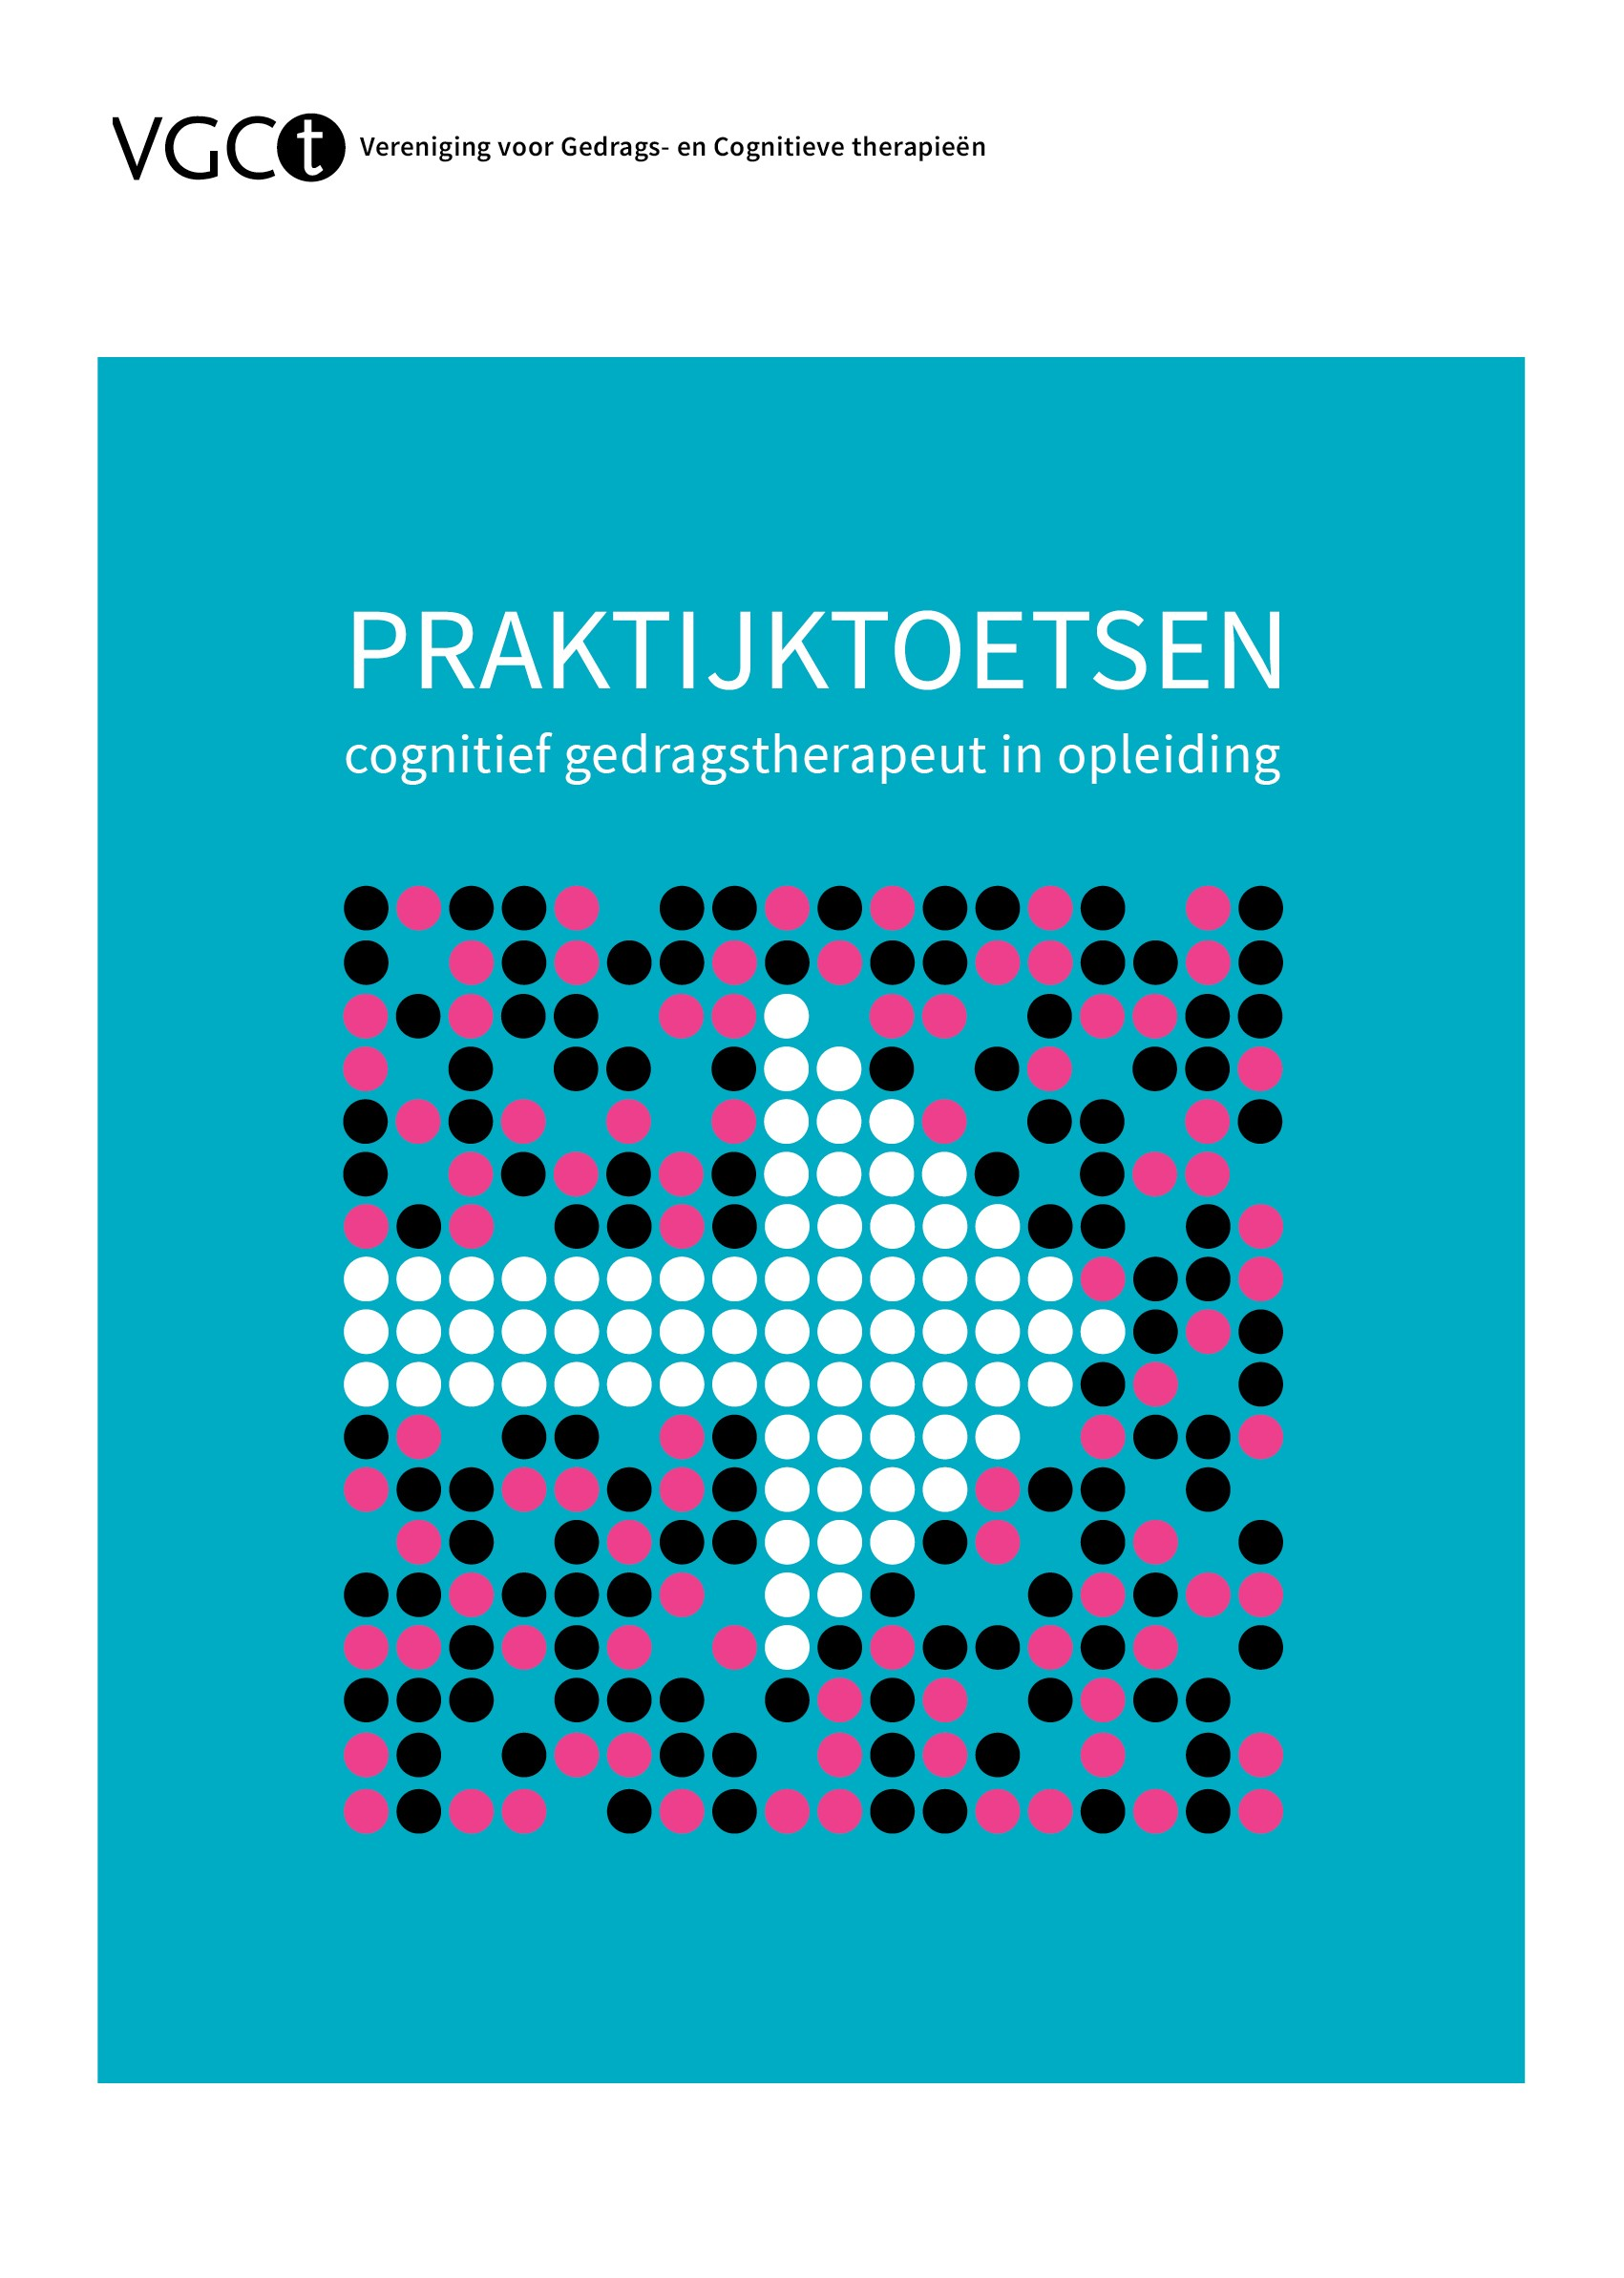 VGCt Vereniging voor Gedrags- en Cognitieve therapieën
PRAKTIJKTOETSEN
cognitief gedragstherapeut in opleiding